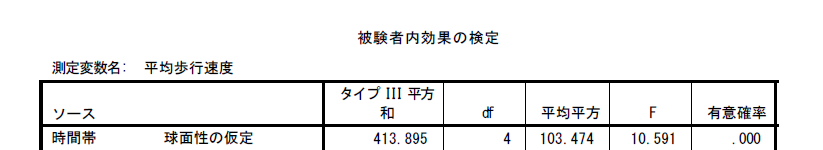 被験者内効果の検定
測定変数名: 平均歩行速度
ソース タイプ III 平方和 df 平均平方 F 有意確率
時間帯 球面性の仮定 413.895 4 103.474 10.591 .000